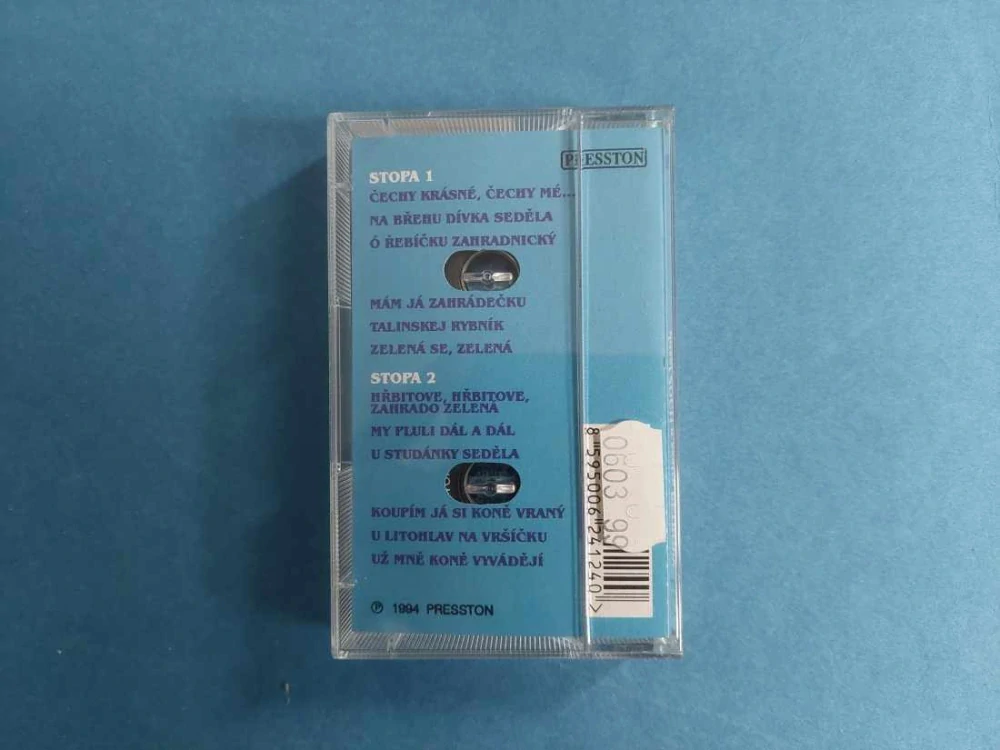 PRESSTON
STOPA 1
ČECHY KRÁSNÉ, ČECHY MÉ...
NA BŘEHU DÍVKA SEDĚLA
Ó ŘEBÍČKU ZAHRADNICKÝ
MÁM JÁ ZAHRÁDEČKU
TALINSKEJ RYBNÍK
ZELENÁ SE, ZELENÁ
STOPA 2
HŘBITOVE, HŘBITOVE,
ZAHRADO ZELENÁ
MY PLULI DÁL A DÁL
U STUDÁNKY SEDĚLA
KOUPÍM JÁ SI KONĚ VRANÝ
U LITOHLAV NA VRŠÍČKU
UŽ MNĚ KONĚ VYVÁDĚJÍ
℗ 1994 PRESSTON
0603 99
8 595006 241240 >